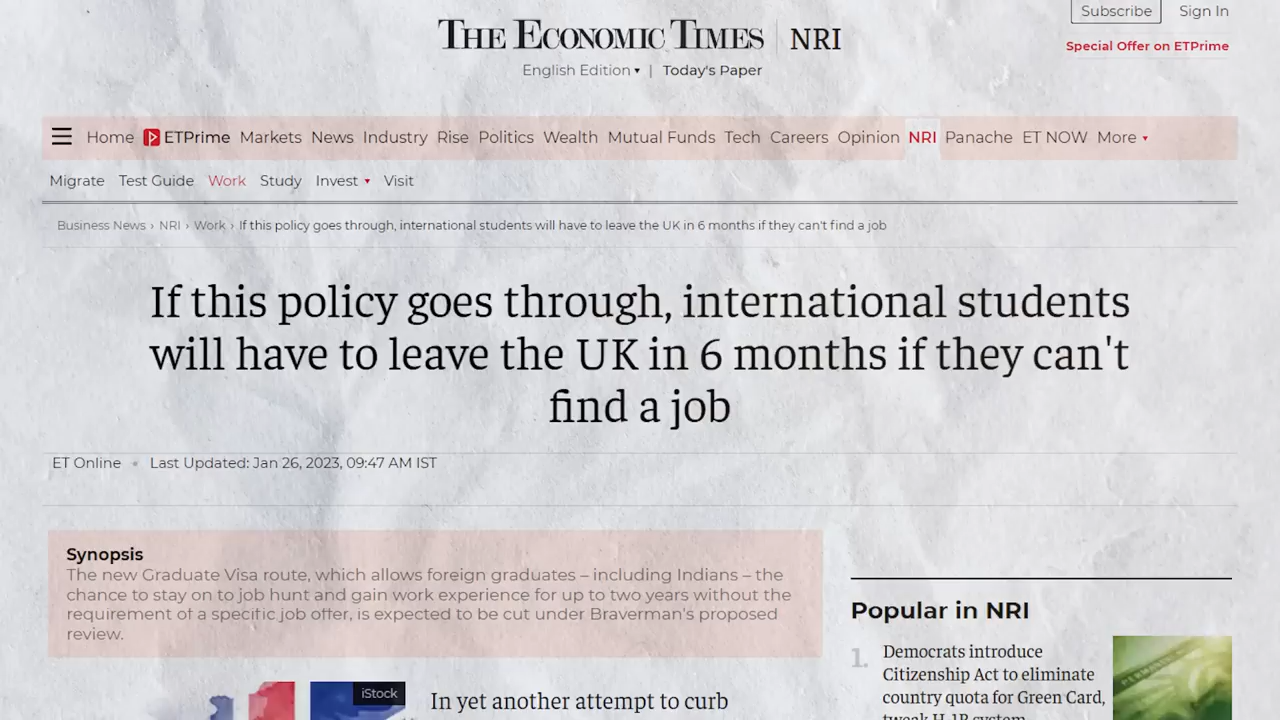 Subscribe Sign In
THE ECONOMIC TIMES | NRI
Special Offer on ETPrime
English Edition ▾ | Today's Paper
Home ETPrime Markets News Industry Rise Politics Wealth Mutual Funds Tech Careers Opinion NRI Panache ET NOW More ▾
Migrate Test Guide Work Study Invest ▾ Visit
Business News › NRI › Work › If this policy goes through, international students will have to leave the UK in 6 months if they can't find a job
If this policy goes through, international students
will have to leave the UK in 6 months if they can't
find a job
ET Online • Last Updated: Jan 26, 2023, 09:47 AM IST
Synopsis
The new Graduate Visa route, which allows foreign graduates – including Indians – the
chance to stay on to job hunt and gain work experience for up to two years without the
requirement of a specific job offer, is expected to be cut under Braverman's proposed
review.
iStock
In yet another attempt to curb
Popular in NRI
1. Democrats introduce
Citizenship Act to eliminate
country quota for Green Card,
tweak H-1B system